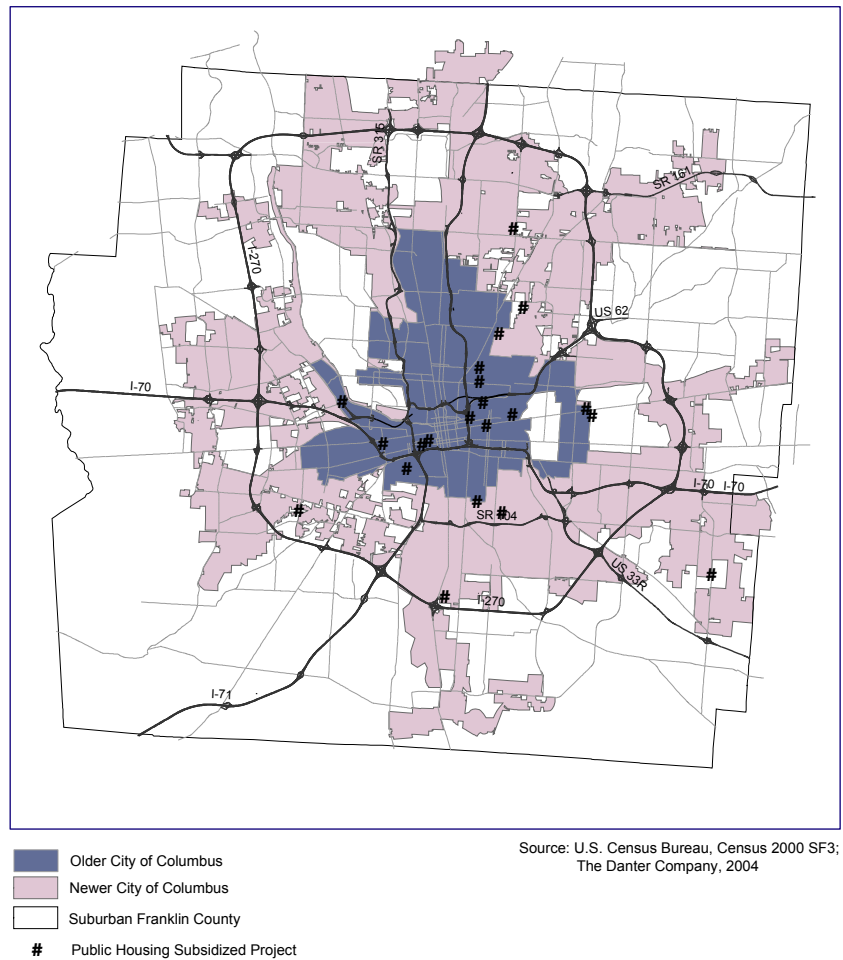 SR 315
SR 161
I-270
US 62
I-70
I-70 I-70
SR 104
US 33R
I-270
I-71
Older City of Columbus
Newer City of Columbus
Suburban Franklin County
# Public Housing Subsidized Project
Source: U.S. Census Bureau, Census 2000 SF3;
The Danter Company, 2004